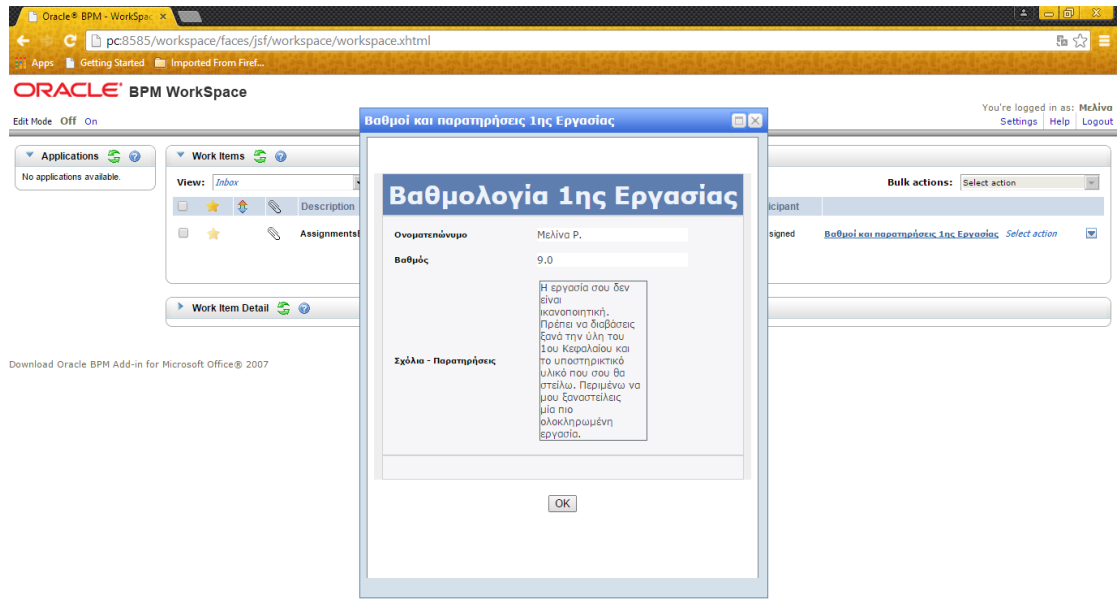 Oracle® BPM - WorkSpac
pc:8585/workspace/faces/jsf/workspace/workspace.xhtml
Apps Getting Started Imported From Firef...
ORACLE® BPM WorkSpace
You're logged in as: Μελίνα
Edit Mode Off On
Settings Help Logout
Applications
No applications available.
Work Items
View: Inbox
Bulk actions: Select action
Description
icipant
AssignmentsE
signed
Βαθμοί και παρατηρήσεις 1ης Εργασίας Select action
Work Item Detail
Download Oracle BPM Add-in for Microsoft Office® 2007
Βαθμοί και παρατηρήσεις 1ης Εργασίας
Βαθμολογία 1ης Εργασίας
Ονοματεπώνυμο Μελίνα Ρ.
Βαθμός 9.0
Σχόλια - Παρατηρήσεις
Η εργασία σου δεν
είναι
ικανοποιητική.
Πρέπει να διαβάσεις
ξανά την ύλη του
1ου Κεφαλαίου και
το υποστηρικτικό
υλικό που σου θα
στείλω. Περιμένω να
μου ξαναστείλεις
μία πιο
ολοκληρωμένη
εργασία.
OK